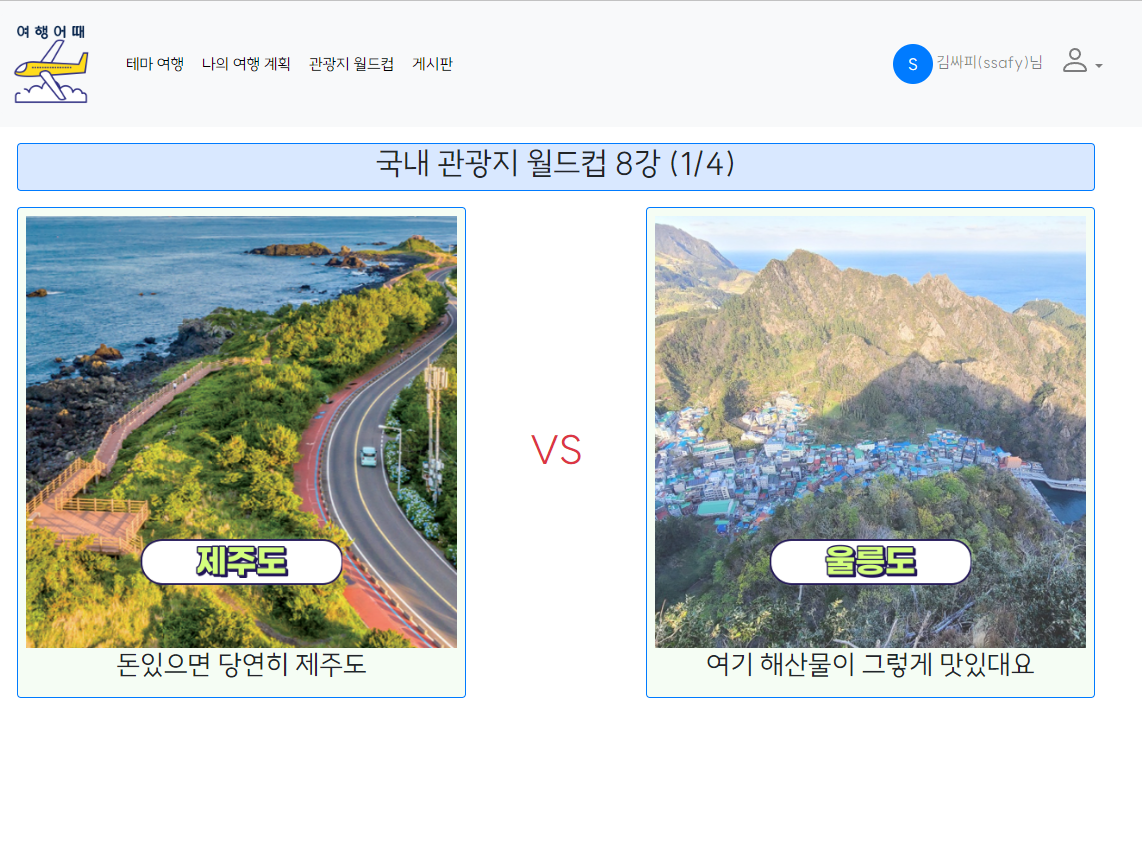 여행어때
테마 여행 나의 여행 계획 관광지 월드컵 게시판
S 김싸피(ssafy)님
국내 관광지 월드컵 8강 (1/4)
제주도
돈있으면 당연히 제주도
VS
울릉도
여기 해산물이 그렇게 맛있대요